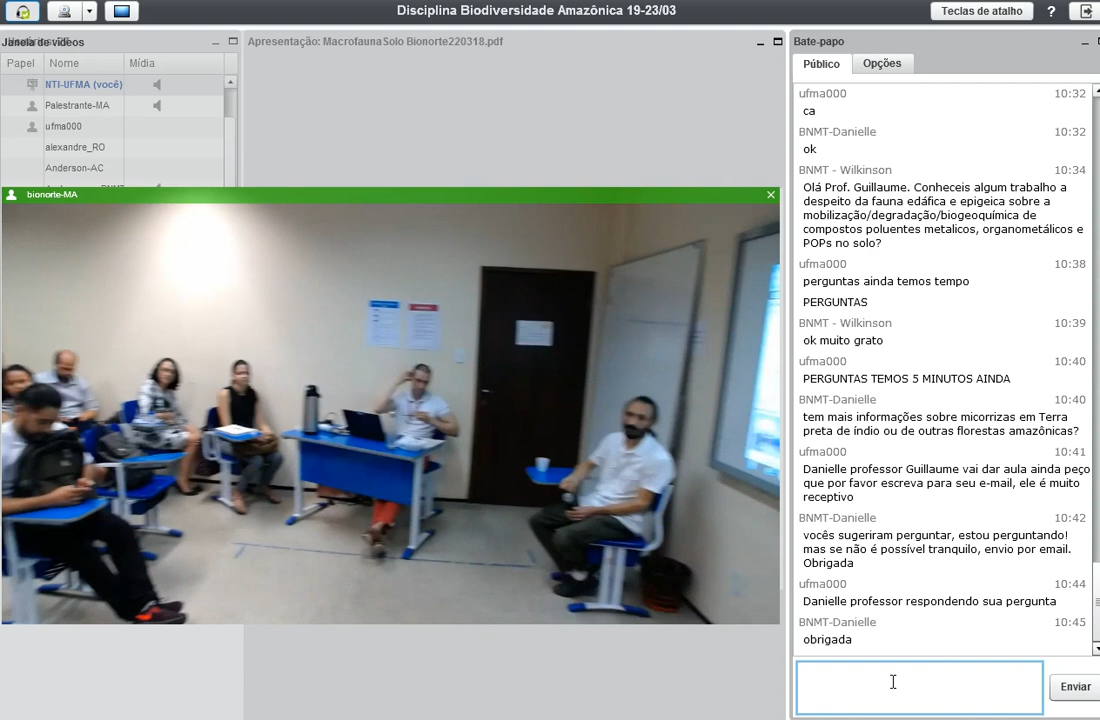 Disciplina Biodiversidade Amazônica 19-23/03
Teclas de atalho
?
Janela de vídeos
Papel Nome Mídia
NTI-UFMA (você)
Palestrante-MA
ufma000
alexandre_RO
Anderson-AC
Apresentação: MacrofaunaSolo Bionorte220318.pdf
bionorte-MA
Bate-papo
Público Opções
ufma000 10:32
ca
BNMT-Danielle 10:32
ok
BNMT - Wilkinson 10:34
Olá Prof. Guillaume. Conheceis algum trabalho a
despeito da fauna edáfica e epigeica sobre a
mobilização/degradação/biogeoquímica de
compostos poluentes metalicos, organometálicos e
POPs no solo?
ufma000 10:38
perguntas ainda temos tempo
PERGUNTAS
BNMT - Wilkinson 10:39
ok muito grato
ufma000 10:40
PERGUNTAS TEMOS 5 MINUTOS AINDA
BNMT-Danielle 10:40
tem mais informações sobre micorrizas em Terra
preta de índio ou de outras florestas amazônicas?
ufma000 10:41
Danielle professor Guillaume vai dar aula ainda peço
que por favor escreva para seu e-mail, ele é muito
receptivo
BNMT-Danielle 10:42
vocês sugeriram perguntar, estou perguntando!
mas se não é possível tranquilo, envio por email.
Obrigada
ufma000 10:44
Danielle professor respondendo sua pergunta
BNMT-Danielle 10:45
obrigada
Enviar